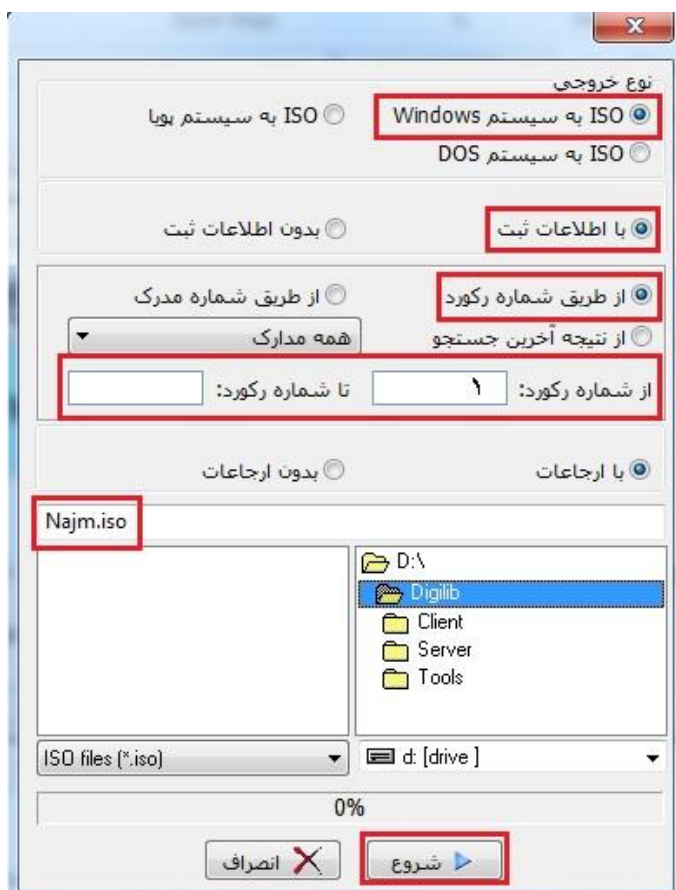 نوع خروجی
ISO به سیستم Windows ISO به سیستم پویا
ISO به سیستم DOS
با اطلاعات ثبت بدون اطلاعات ثبت
از طریق شماره رکورد از طریق شماره مدرک
از نتیجه آخرین جستجو همه مدارک
از شماره رکورد: ۱ تا شماره رکورد:
با ارجاعات بدون ارجاعات
Najm.iso
D:\
Digilib
Client
Server
Tools
ISO files (*.iso) d: [drive ]
0%
شروع انصراف